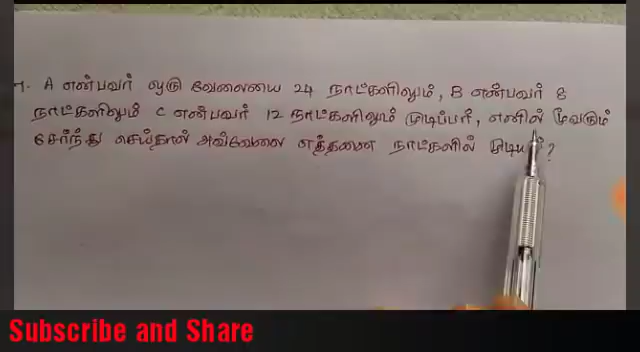 7. A என்பவர் ஒரு வேலையை 24 நாட்களிலும், B என்பவர் 8
நாட்களிலும் C என்பவர் 12 நாட்களிலும் முடிப்பர், எனில் மூவரும்
சேர்ந்து செய்தால் அவ்வேலை எத்தனை நாட்களில் ?
Subscribe and Share